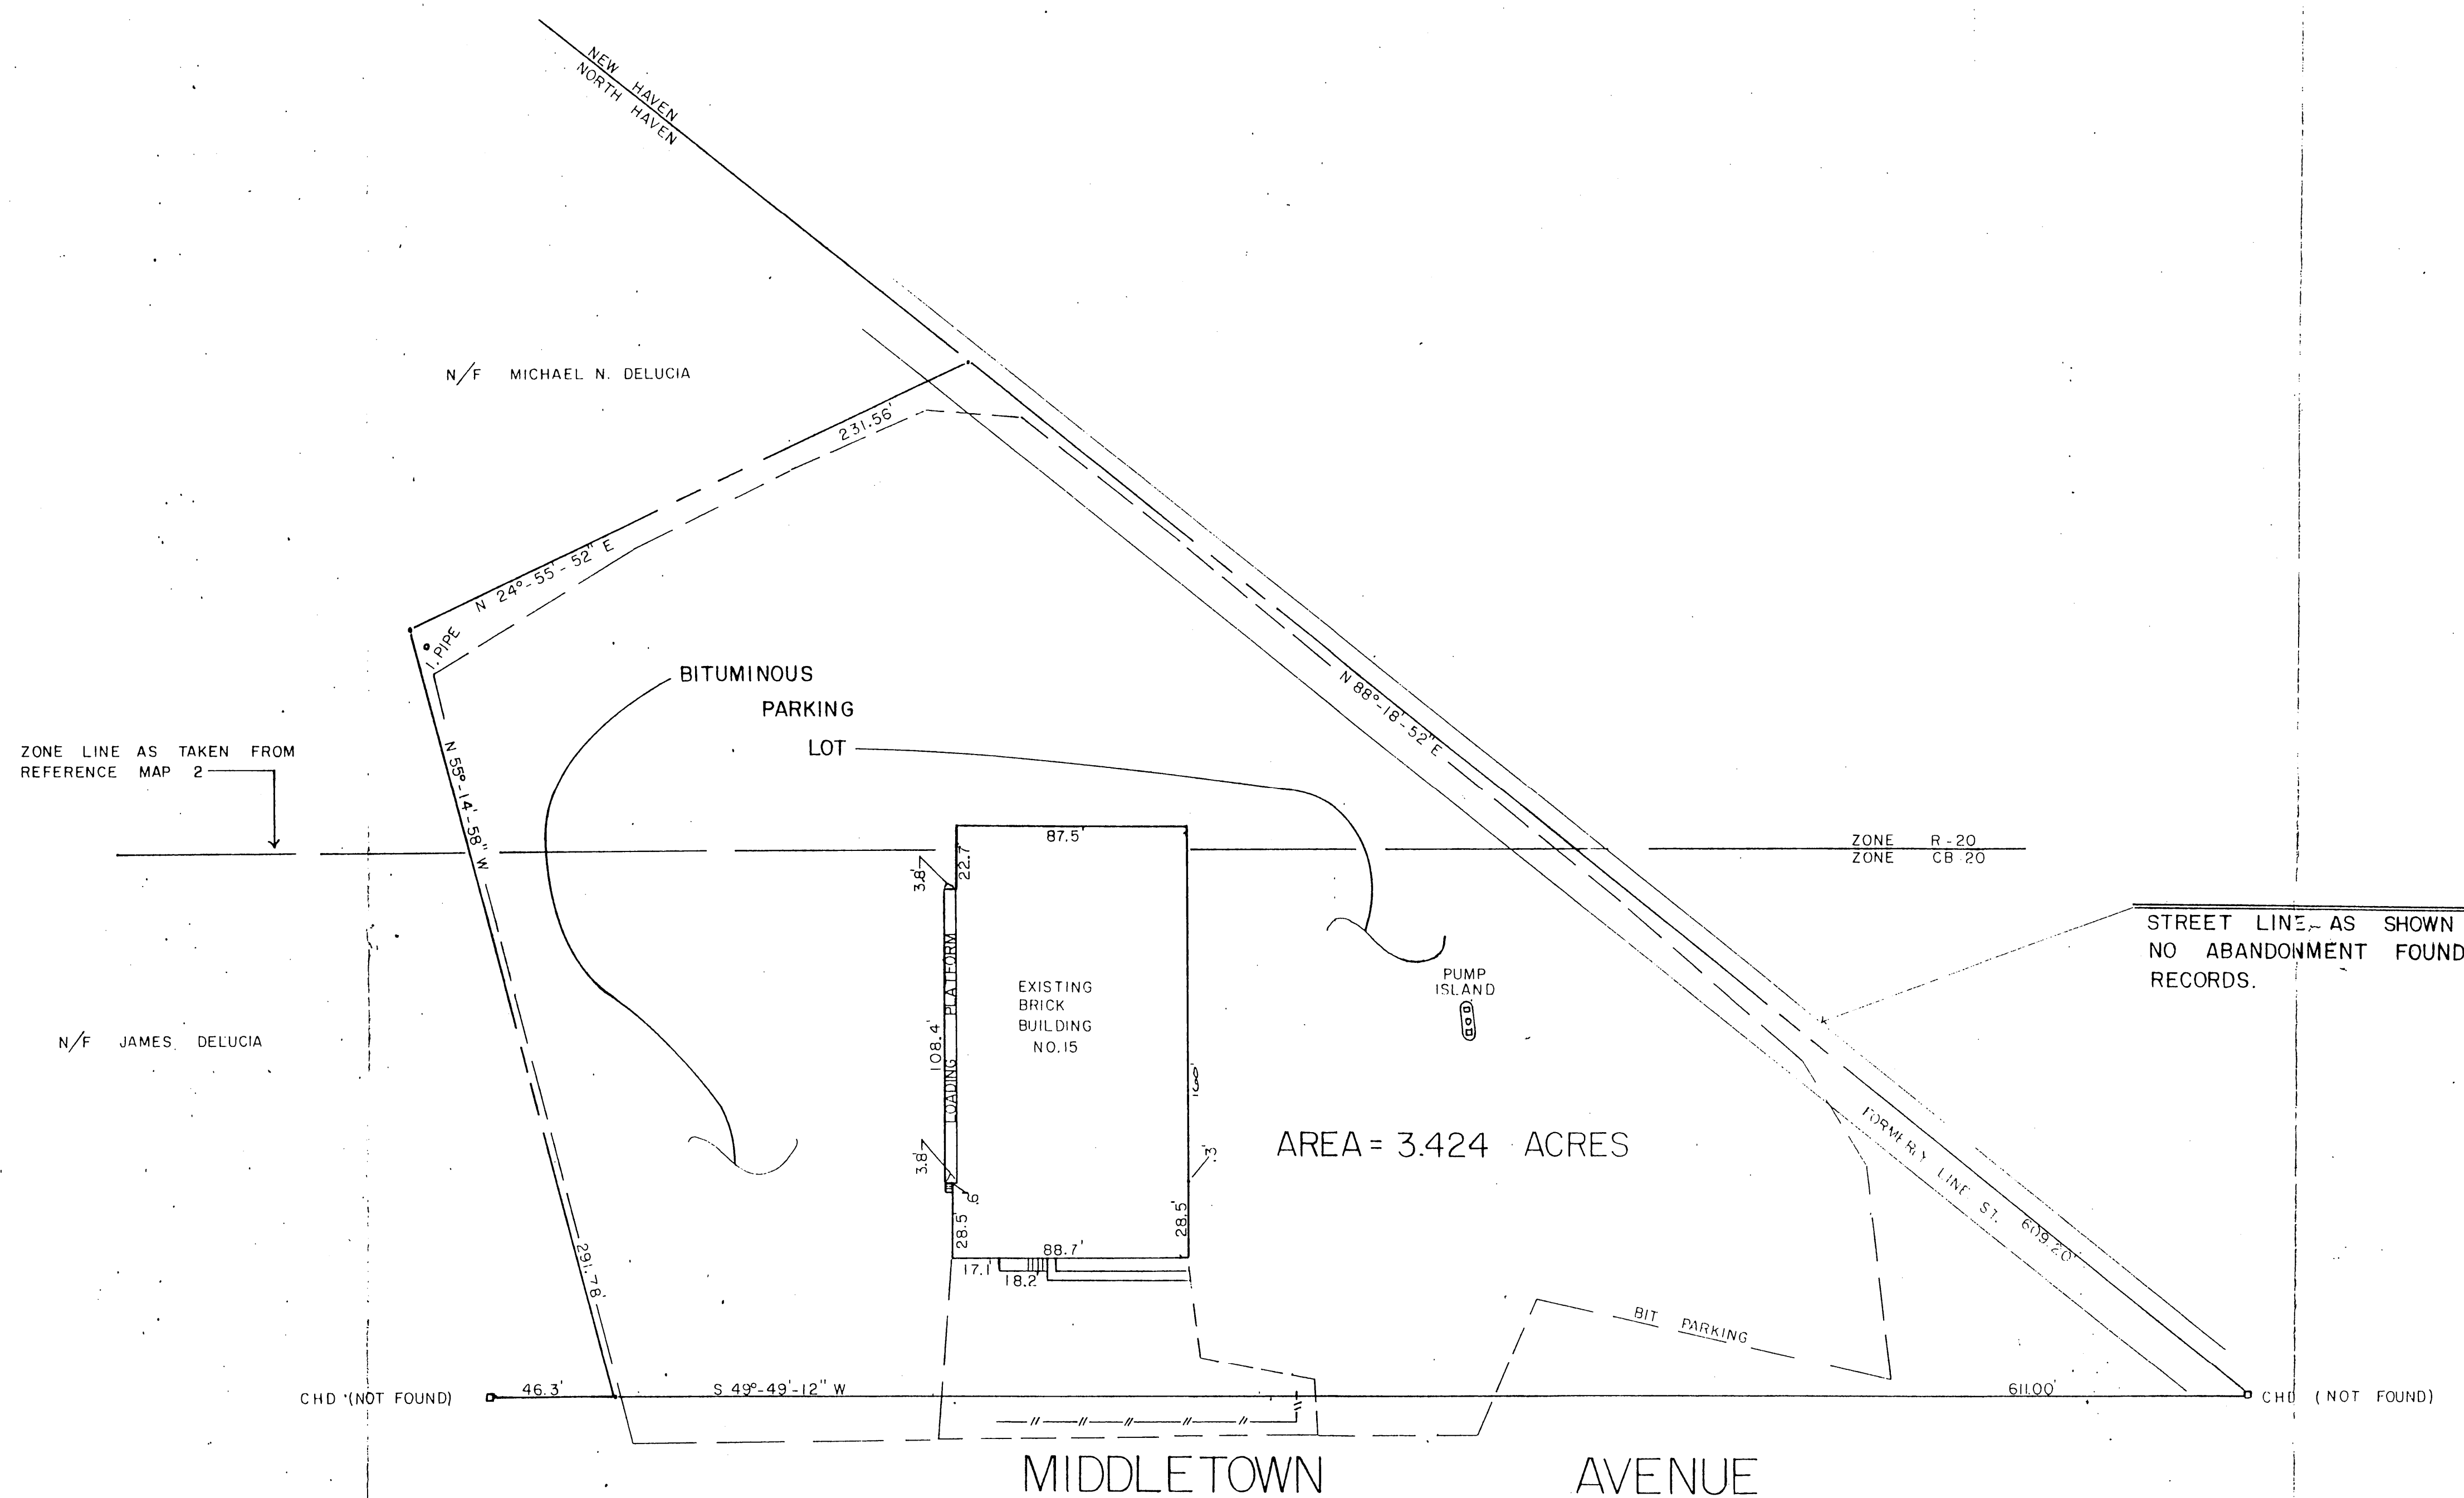 NEW HAVEN
NORTH HAVEN
N/F MICHAEL N. DELUCIA
231.56'
N 24°-55'-52" E
I. PIPE
BITUMINOUS
PARKING
LOT
N 88°-18'-52" E
ZONE LINE AS TAKEN FROM
REFERENCE MAP 2
N 55°-14'-58" W
87.5'
22.7'
3.8'
ZONE R-20
ZONE CB-20
STREET LINE AS SHOWN
NO ABANDONMENT FOUND
RECORDS.
LOADING PLATFORM
108.4'
EXISTING
BRICK
BUILDING
NO.15
PUMP
ISLAND
N/F JAMES DELUCIA
160'
AREA = 3.424 ACRES
3.8'
.6'
.3'
28.5'
28.5'
88.7'
17.1'
18.2'
FORMERLY LINE ST. 609.20'
291.78'
BIT PARKING
CHD (NOT FOUND)
46.3'
S 49°-49'-12" W
611.00'
CHD (NOT FOUND)
MIDDLETOWN AVENUE